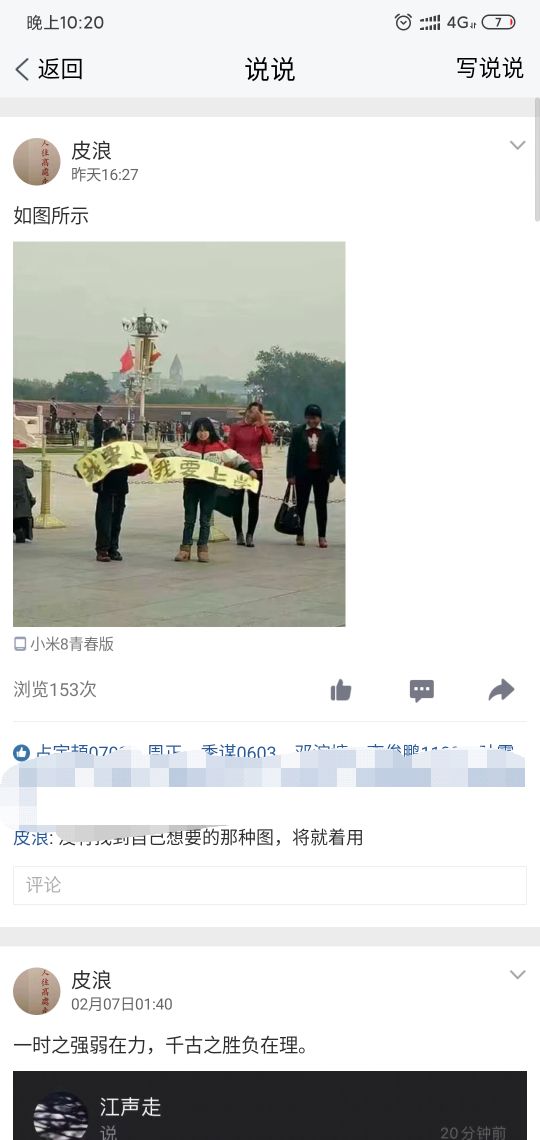 晚上10:20
4G
7
返回
说说
写说说
皮浪
昨天16:27
如图所示
我要上
我要上学
小米8青春版
浏览153次
皮浪: 没有找到自己想要的那种图，将就着用
评论
皮浪
02月07日01:40
一时之强弱在力，千古之胜负在理。
江声走
说
20分钟前